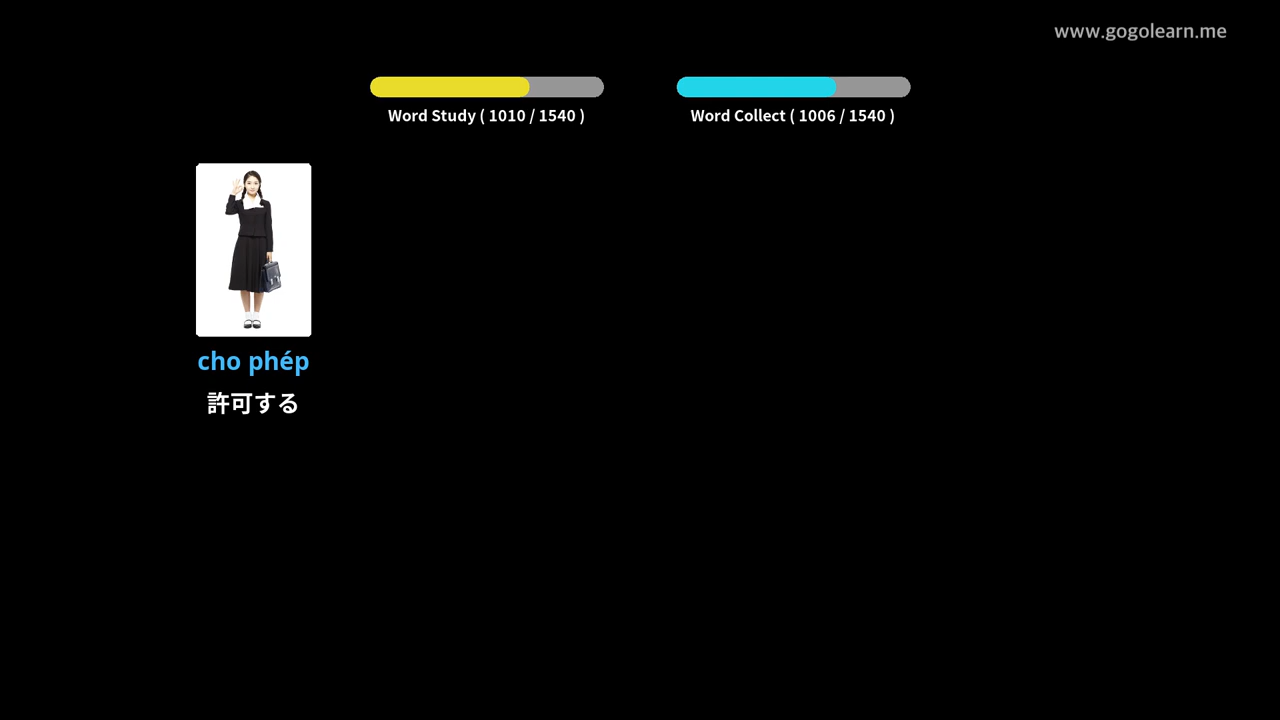 www.gogolearn.me
Word Study ( 1010 / 1540 )
Word Collect ( 1006 / 1540 )
cho phép
許可する